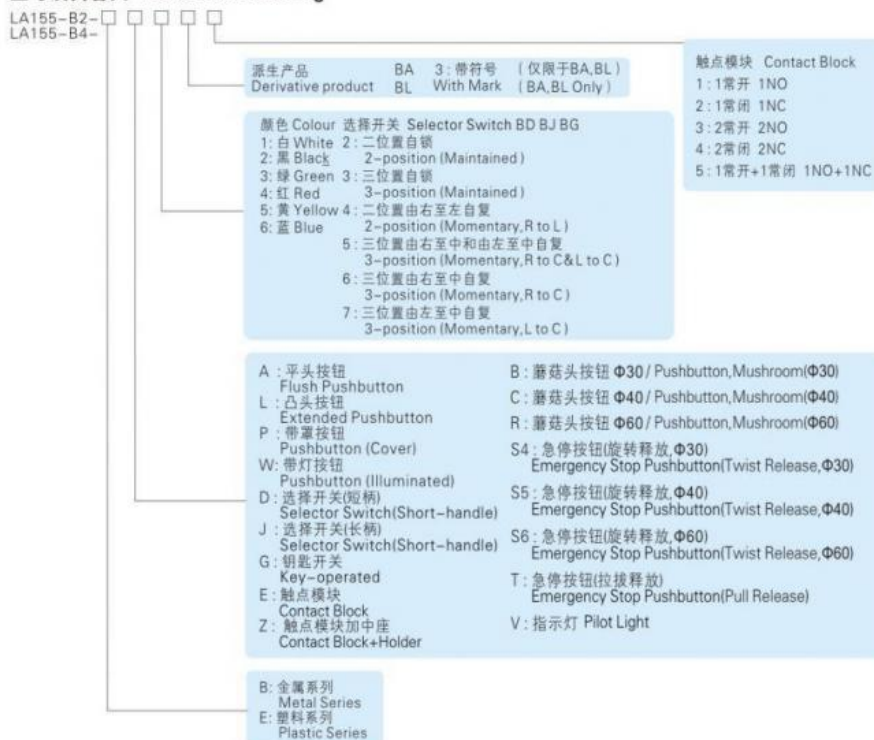 LA155-B2-□ □ □ □ □
LA155-B4-
触点模块 Contact Block
1:1常开 1NO
2:1常闭 1NC
3:2常开 2NO
4:2常闭 2NC
5:1常开+1常闭 1NO+1NC
派生产品 BA 3:带符号 (仅限于BA,BL)
Derivative product BL With Mark (BA,BL Only)
颜色 Colour 选择开关 Selector Switch BD BJ BG
1: 白 White 2: 二位置自锁
2: 黑 Black 2-position (Maintained)
3: 绿 Green 3: 三位置自锁
4: 红 Red 3-position (Maintained)
5: 黄 Yellow 4: 二位置由右至左自复
6: 蓝 Blue 2-position (Momentary,R to L)
5: 三位置由右至中和由左至中自复
3-position (Momentary,R to C&L to C)
6: 三位置由右至中自复
3-position (Momentary,R to C)
7: 三位置由左至中自复
3-position (Momentary,L to C)
A :平头按钮
Flush Pushbutton
L :凸头按钮
Extended Pushbutton
P :带罩按钮
Pushbutton (Cover)
W:带灯按钮
Pushbutton (Illuminated)
D:选择开关(短柄)
Selector Switch(Short-handle)
J :选择开关(长柄)
Selector Switch(Short-handle)
G:钥匙开关
Key-operated
E:触点模块
Contact Block
Z: 触点模块加中座
Contact Block+Holder
B:蘑菇头按钮 Φ30/ Pushbutton,Mushroom(Φ30)
C:蘑菇头按钮 Φ40/ Pushbutton,Mushroom(Φ40)
R:蘑菇头按钮 Φ60/ Pushbutton,Mushroom(Φ60)
S4:急停按钮(旋转释放,Φ30)
Emergency Stop Pushbutton(Twist Release,Φ30)
S5:急停按钮(旋转释放,Φ40)
Emergency Stop Pushbutton(Twist Release,Φ40)
S6:急停按钮(旋转释放,Φ60)
Emergency Stop Pushbutton(Twist Release,Φ60)
T:急停按钮(拉拔释放)
Emergency Stop Pushbutton(Pull Release)
V:指示灯 Pilot Light
B: 金属系列
Metal Series
E: 塑料系列
Plastic Series